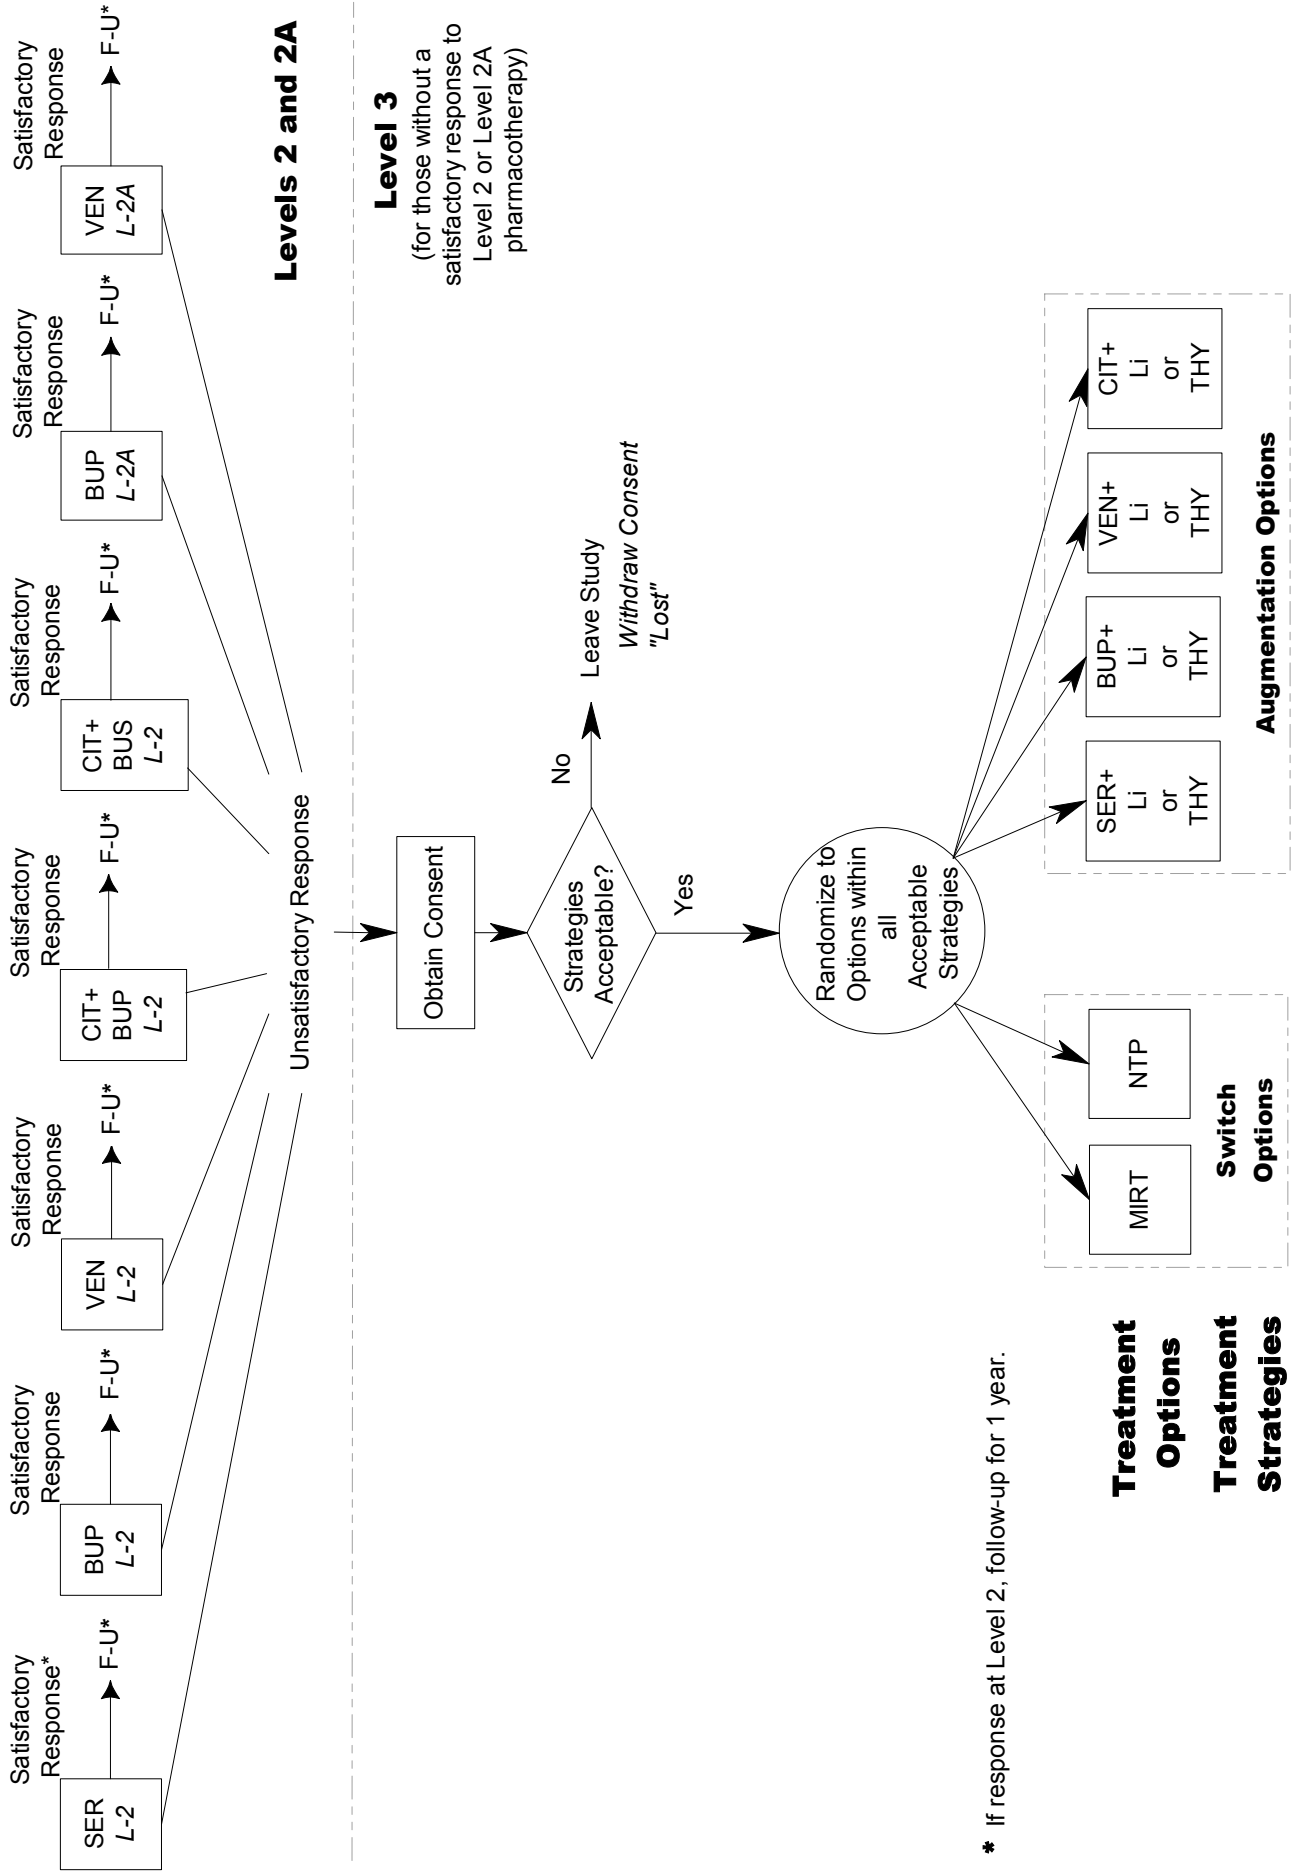 Satisfactory
Response*
SER
L-2
F-U*
Satisfactory
Response
BUP
L-2
F-U*
Satisfactory
Response
VEN
L-2
F-U*
Satisfactory
Response
CIT+
BUP
L-2
F-U*
Satisfactory
Response
CIT+
BUS
L-2
F-U*
Satisfactory
Response
BUP
L-2A
F-U*
Satisfactory
Response
VEN
L-2A
F-U*
Unsatisfactory Response
Levels 2 and 2A
Level 3
(for those without a
satisfactory response to
Level 2 or Level 2A
pharmacotherapy)
Obtain Consent
Strategies
Acceptable?
No
Leave Study
Withdraw Consent
"Lost"
Yes
Randomize to
Options within
all
Acceptable
Strategies
* If response at Level 2, follow-up for 1 year.
Treatment
Options
MIRT
NTP
SER+
Li
or
THY
BUP+
Li
or
THY
VEN+
Li
or
THY
CIT+
Li
or
THY
Treatment
Strategies
Switch
Options
Augmentation Options